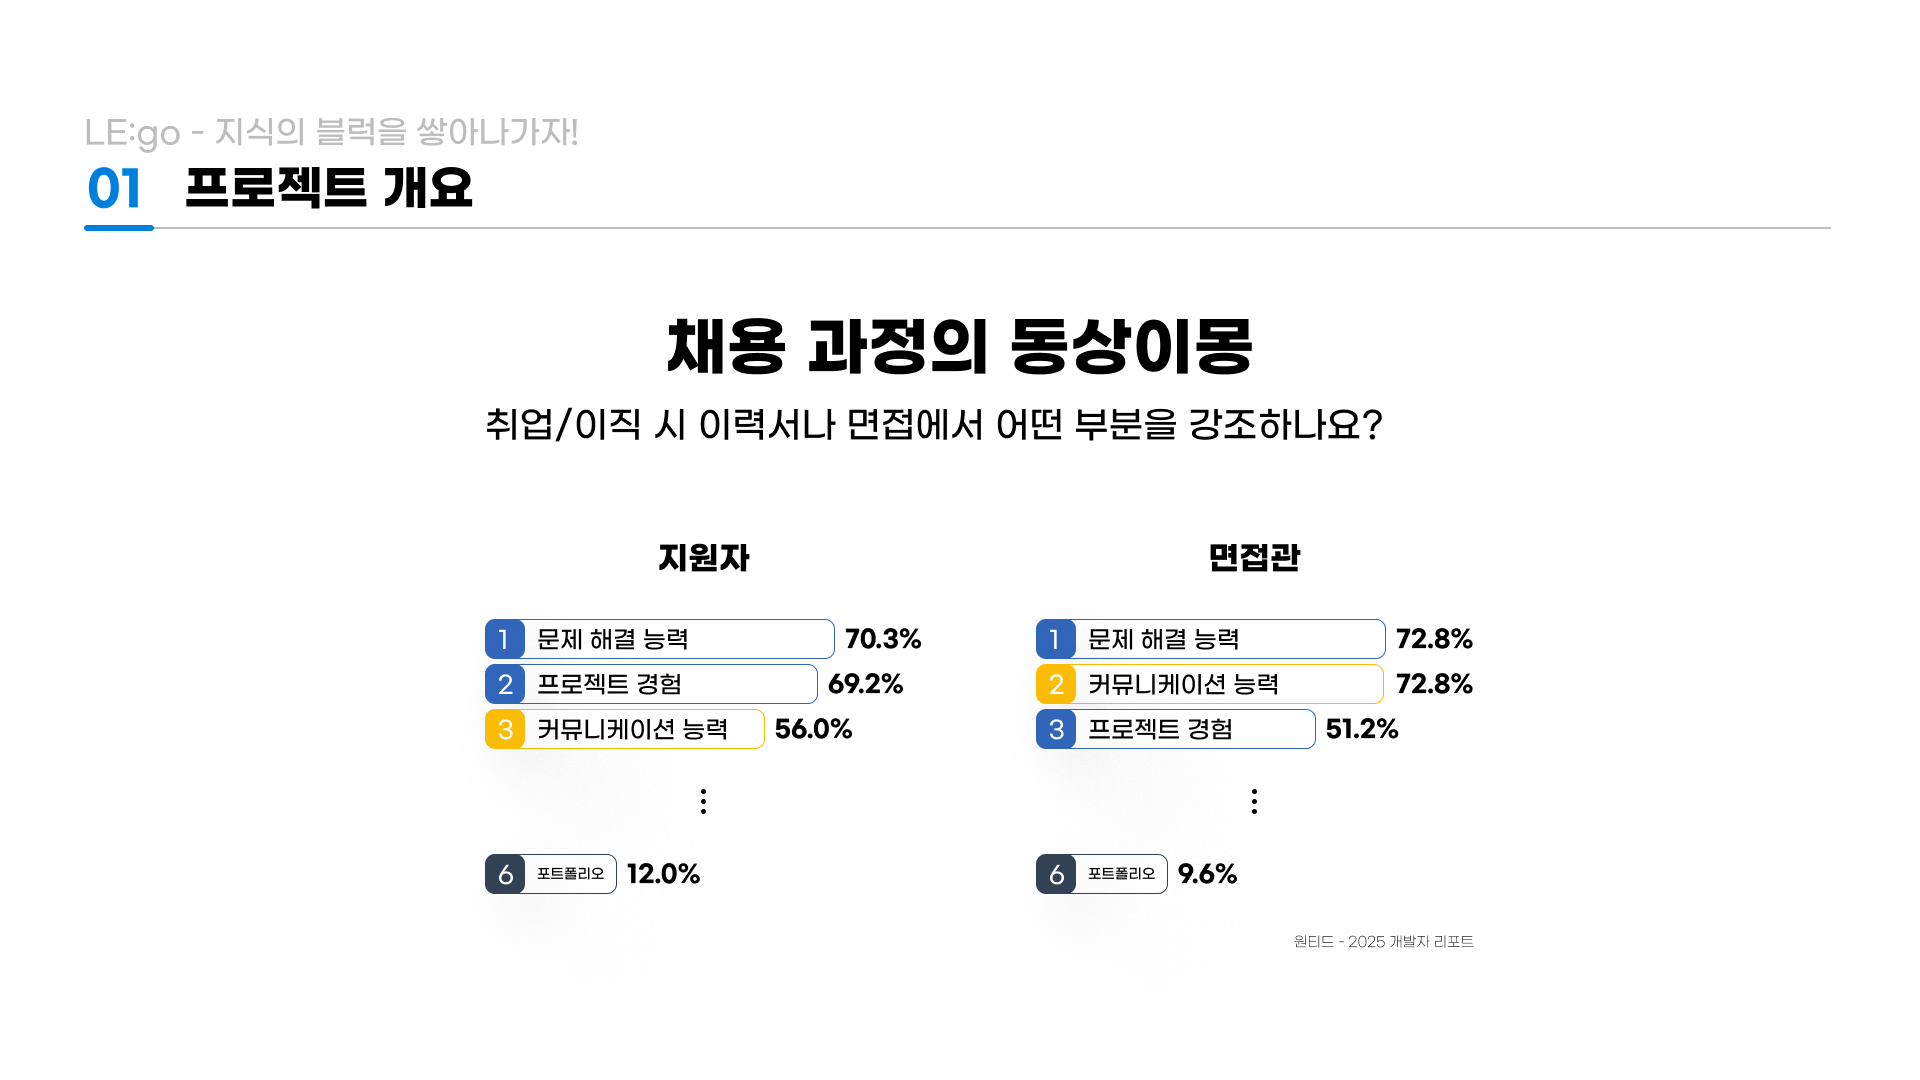 LE:go - 지식의 블럭을 쌓아나가자!
01 프로젝트 개요
채용 과정의 동상이몽
취업/이직 시 이력서나 면접에서 어떤 부분을 강조하나요?
지원자
1 문제 해결 능력 70.3%
2 프로젝트 경험 69.2%
3 커뮤니케이션 능력 56.0%
⋮
6 포트폴리오 12.0%
면접관
1 문제 해결 능력 72.8%
2 커뮤니케이션 능력 72.8%
3 프로젝트 경험 51.2%
⋮
6 포트폴리오 9.6%
원티드 - 2025 개발자 리포트